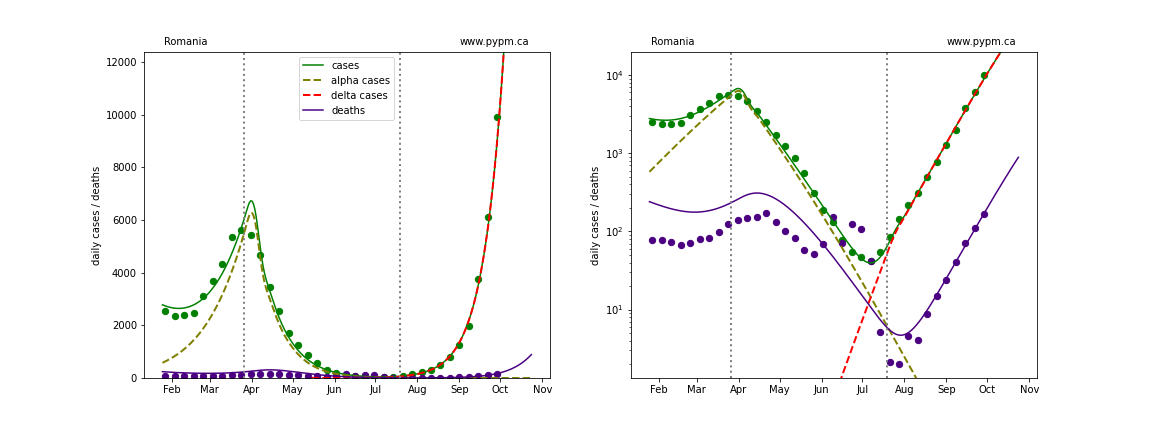 Romania
www.pypm.ca
12000
10000
8000
6000
4000
2000
0
daily cases / deaths
cases
alpha cases
delta cases
deaths
Feb Mar Apr May Jun Jul Aug Sep Oct Nov
Romania
www.pypm.ca
10⁴
10³
10²
10¹
daily cases / deaths
Feb Mar Apr May Jun Jul Aug Sep Oct Nov